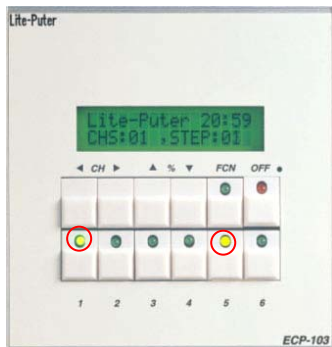 Lite-Puter
Lite-Puter 20:59
CHS:01 ,STEP:01
◄ CH ► ▲ % ▼ FCN OFF
1 2 3 4 5 6
ECP-103